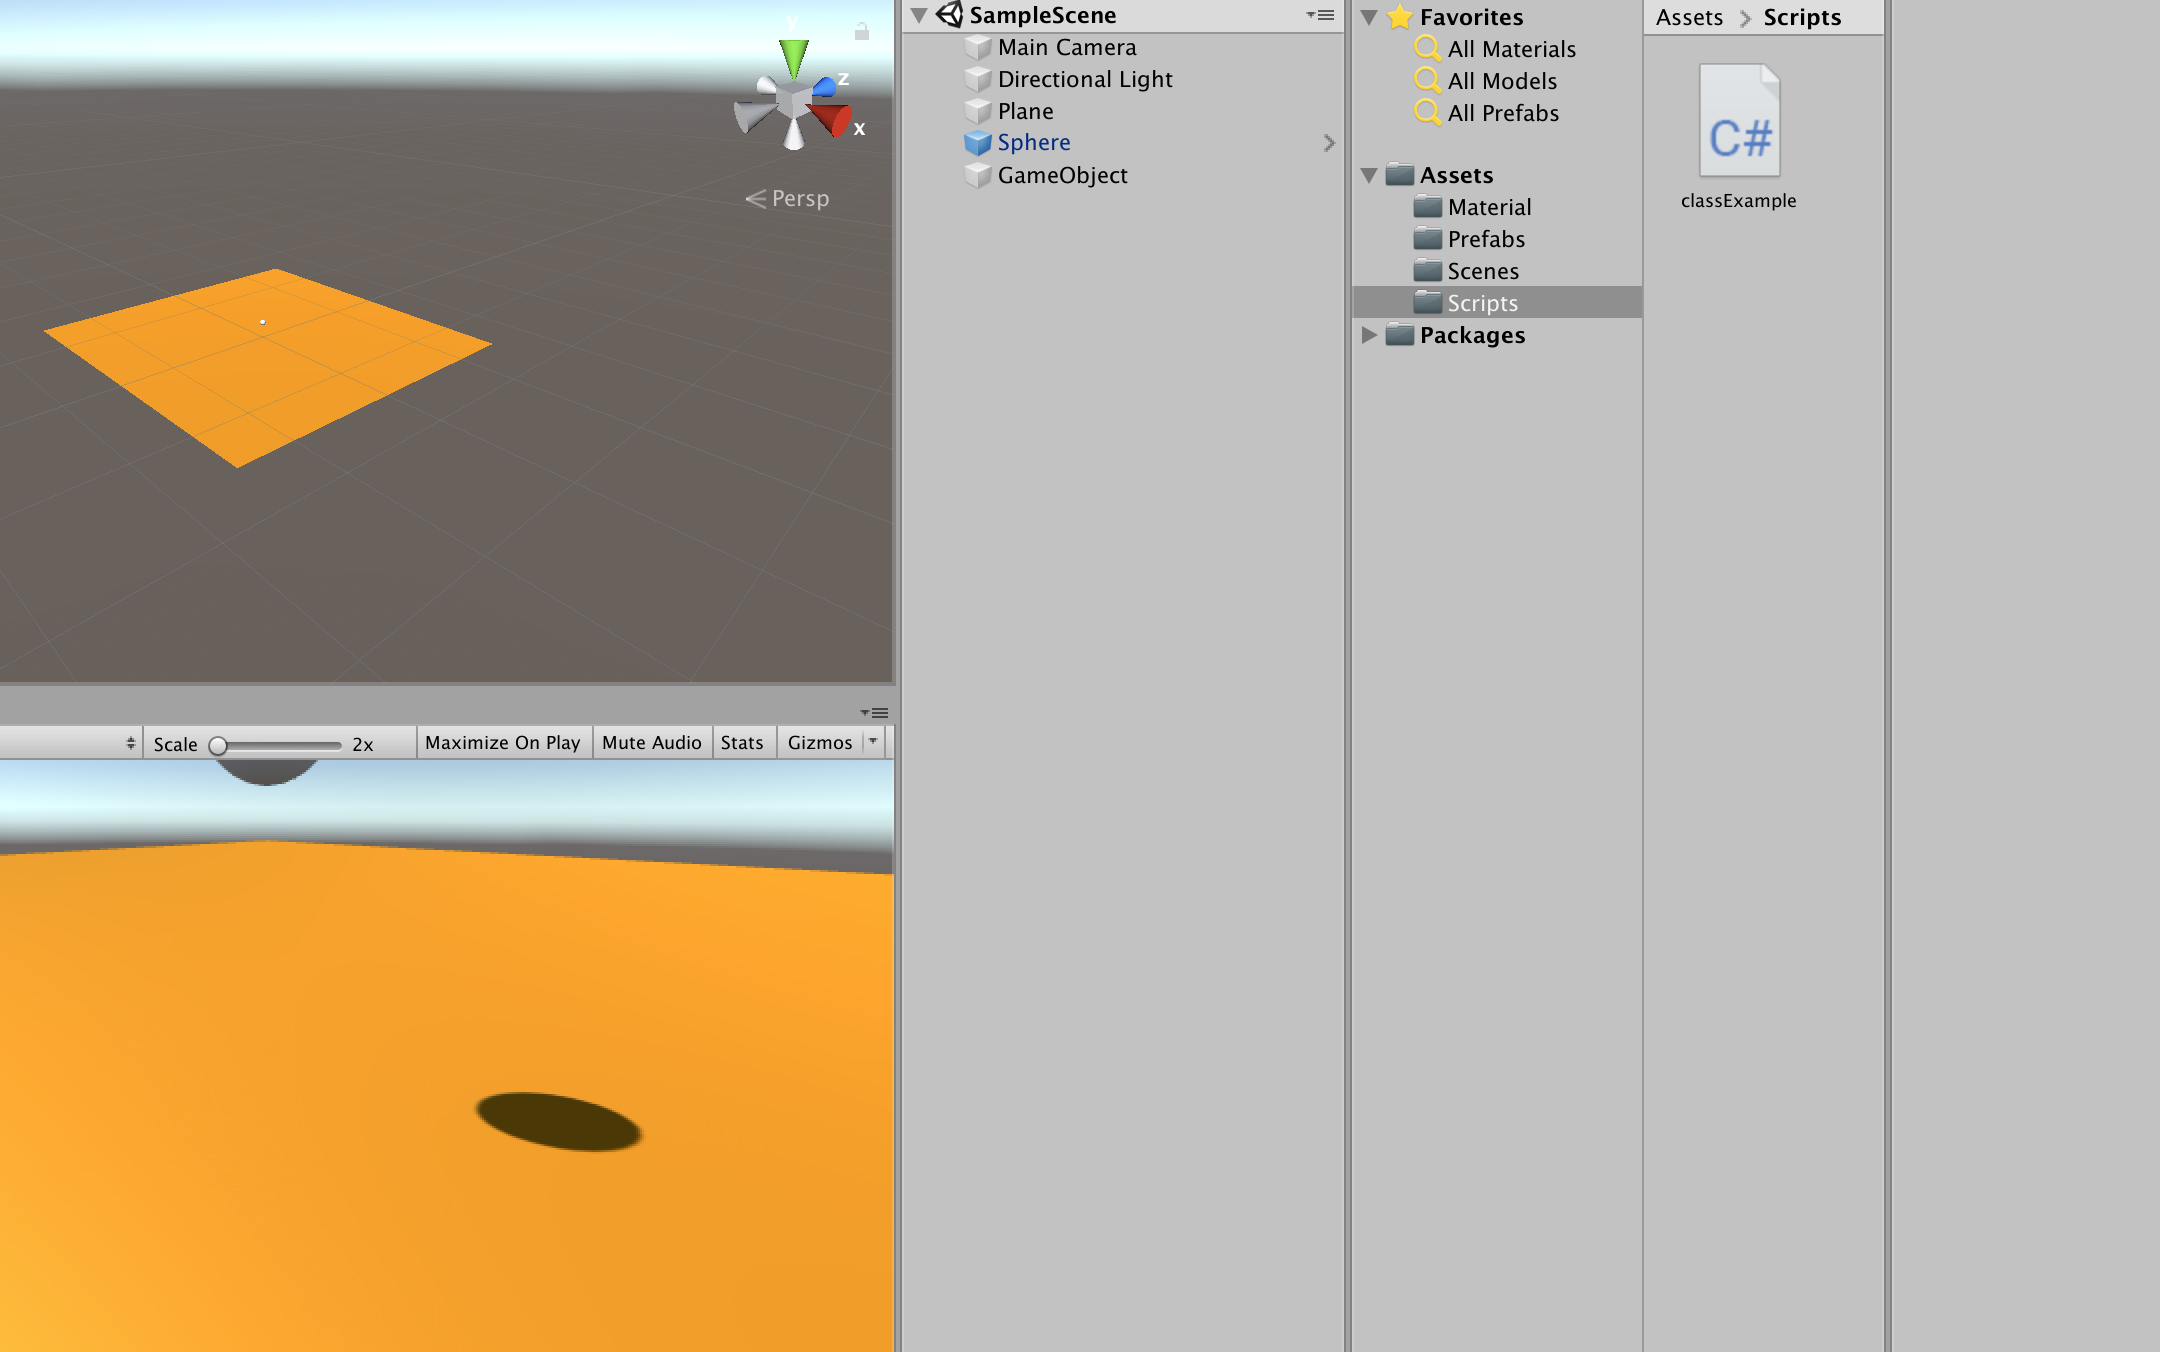 y
z
x
Persp
Scale 2x Maximize On Play Mute Audio Stats Gizmos
SampleScene
Main Camera
Directional Light
Plane
Sphere
GameObject
Favorites
All Materials
All Models
All Prefabs
Assets
Material
Prefabs
Scenes
Scripts
Packages
Assets Scripts
C#
classExample